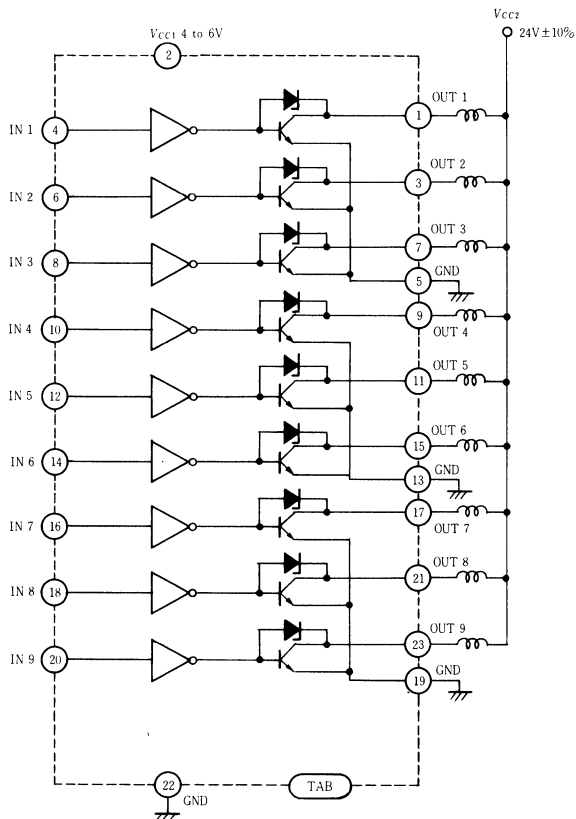 VCC2
24V±10%
VCC1 4 to 6V
2
OUT 1
IN 1 4 1
OUT 2
IN 2 6 3
OUT 3
IN 3 8 7
GND
5
IN 4 10 9
OUT 4
OUT 5
IN 5 12 11
OUT 6
IN 6 14 15
GND
13
IN 7 16 17
OUT 7
OUT 8
IN 8 18 21
OUT 9
IN 9 20 23
GND
19
22 TAB
GND